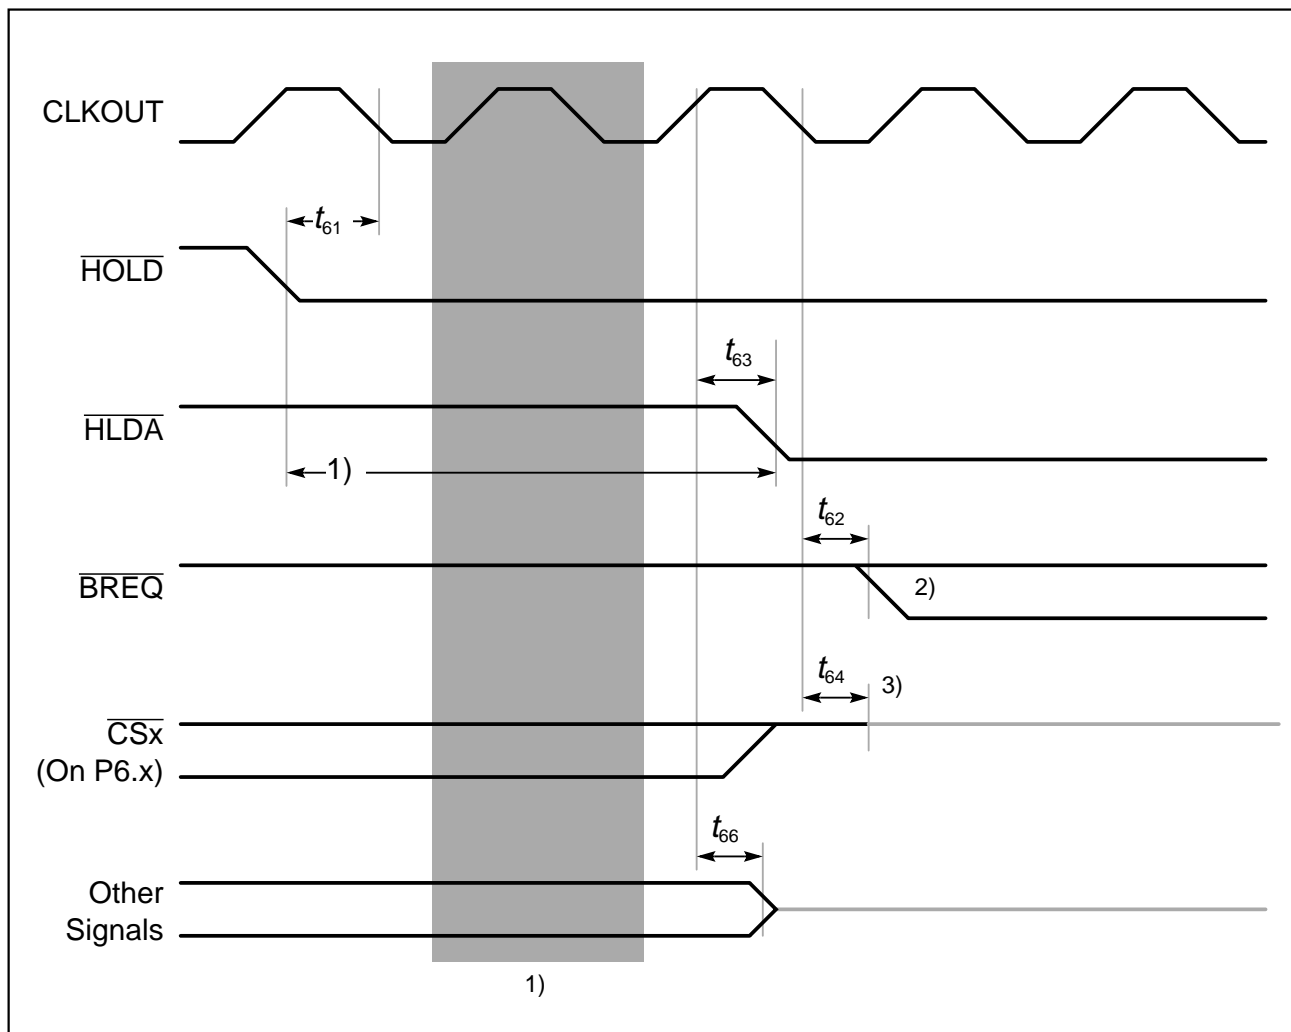 CLKOUT
t61
HOLD
t63
HLDA
1)
t62
BREQ
2)
t64
3)
CSx
(On P6.x)
t66
Other
Signals
1)